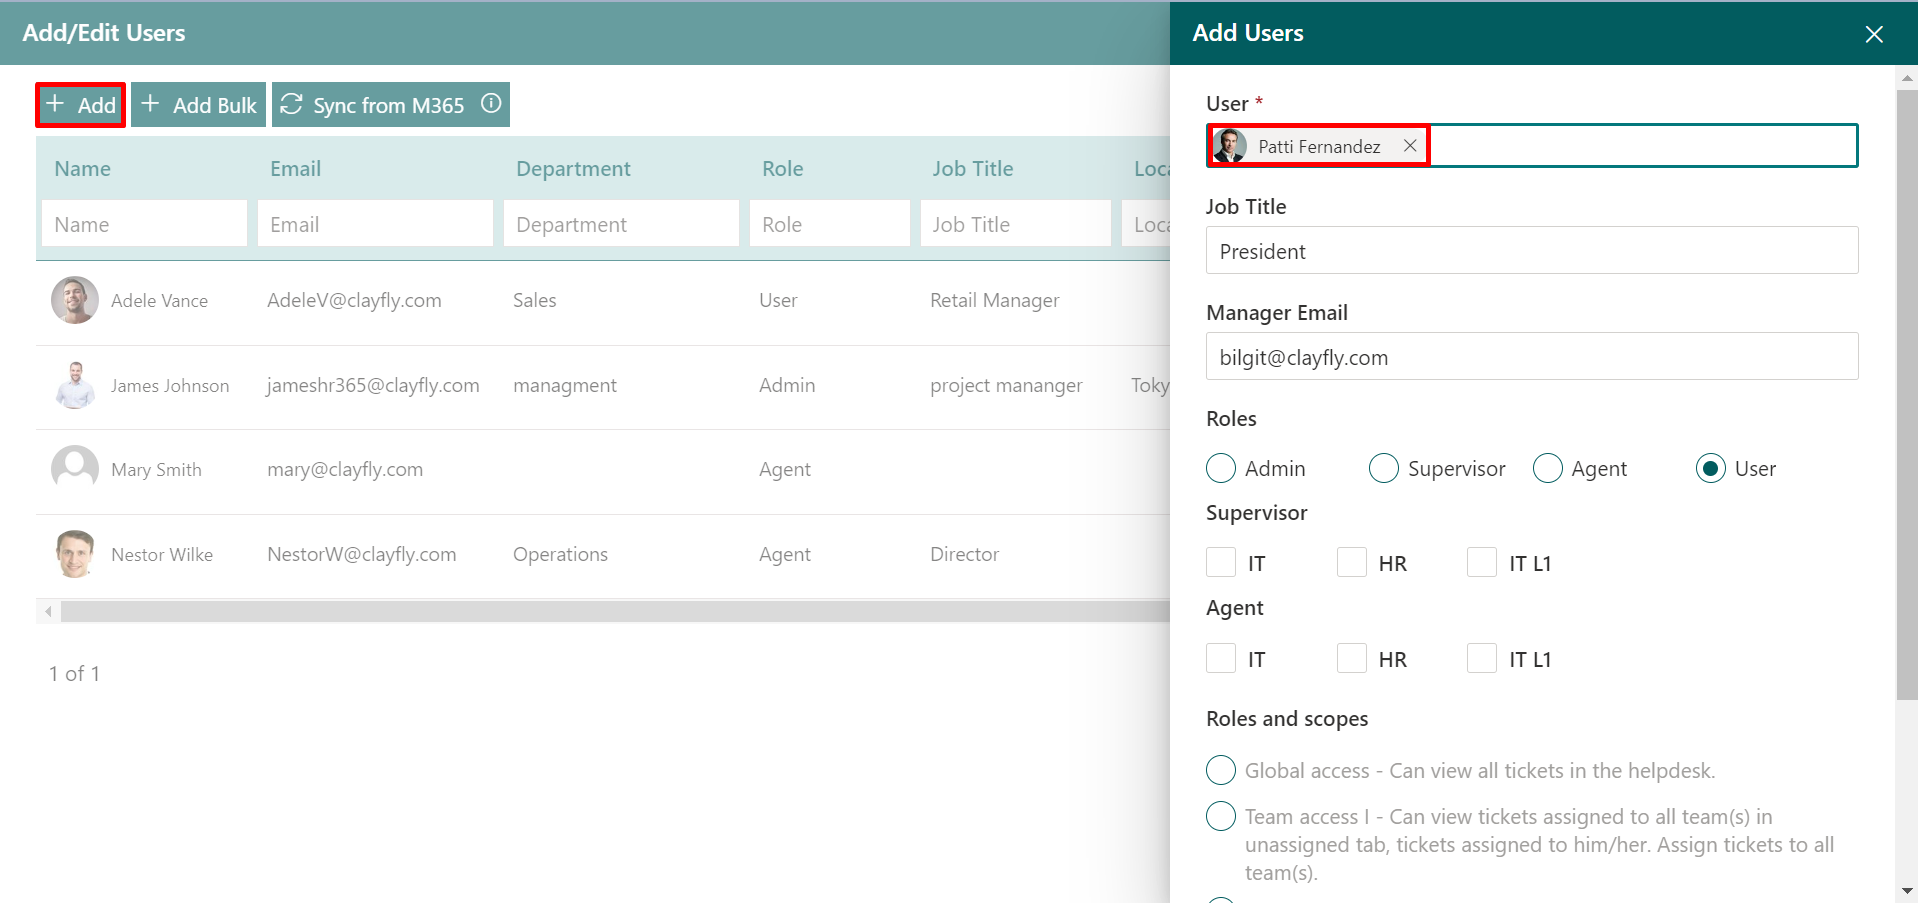 Add/Edit Users
Add Users
+ Add
+ Add Bulk
Sync from M365
User *
Patti Fernandez
Name Email Department Role Job Title Loca
Name Email Department Role Job Title Loca
Job Title
President
Adele Vance AdeleV@clayfly.com Sales User Retail Manager
Manager Email
bilgit@clayfly.com
James Johnson jameshr365@clayfly.com managment Admin project mananger Toky
Roles
Admin Supervisor Agent User
Mary Smith mary@clayfly.com Agent
Supervisor
IT HR IT L1
Nestor Wilke NestorW@clayfly.com Operations Agent Director
Agent
IT HR IT L1
1 of 1
Roles and scopes
Global access - Can view all tickets in the helpdesk.
Team access I - Can view tickets assigned to all team(s) in
unassigned tab, tickets assigned to him/her. Assign tickets to all
team(s).